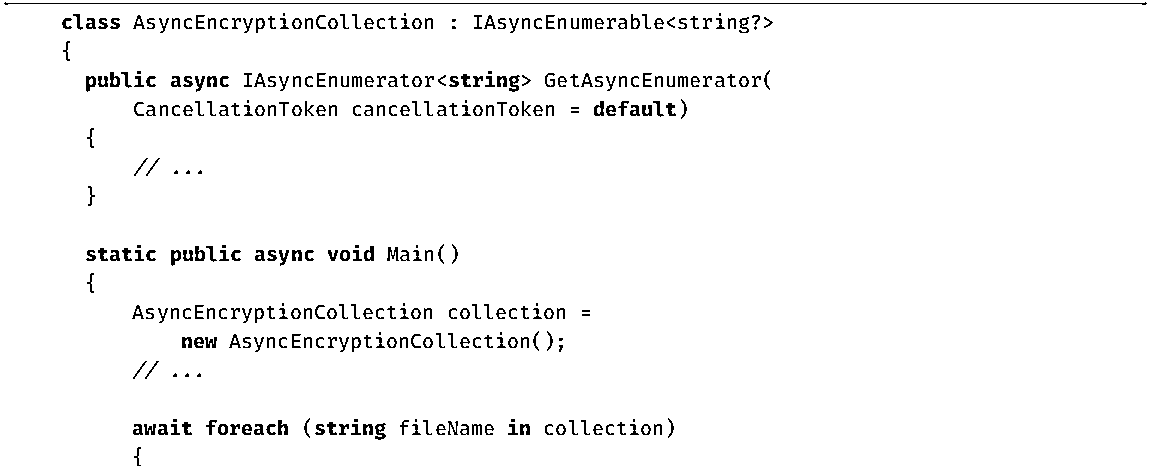 class AsyncEncryptionCollection : IAsyncEnumerable<string?>
{
public async IAsyncEnumerator<string> GetAsyncEnumerator(
CancellationToken cancellationToken = default)
{
// ...
}
static public async void Main()
{
AsyncEncryptionCollection collection =
new AsyncEncryptionCollection();
// ...
await foreach (string fileName in collection)
{